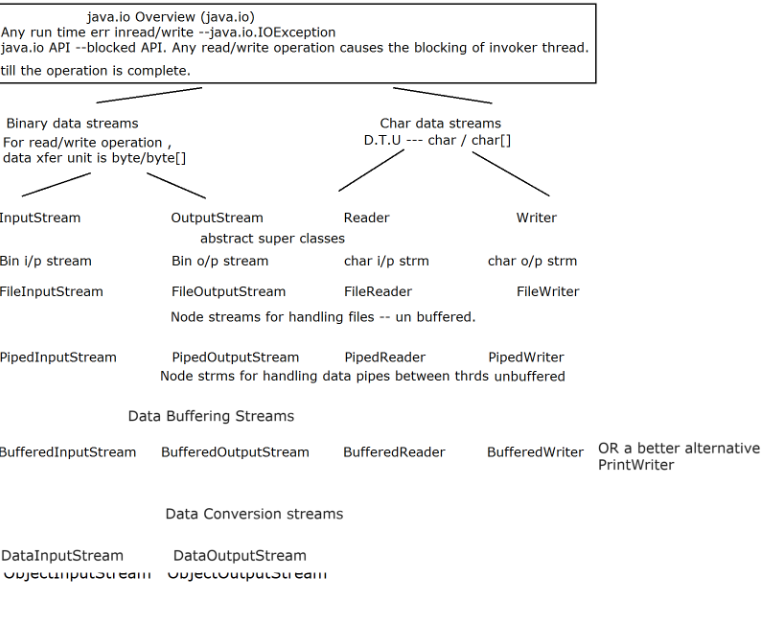 java.io Overview (java.io)
Any run time err inread/write --java.io.IOException
java.io API --blocked API. Any read/write operation causes the blocking of invoker thread.
till the operation is complete.
Binary data streams
For read/write operation ,
data xfer unit is byte/byte[]
Char data streams
D.T.U --- char / char[]
InputStream OutputStream Reader Writer
abstract super classes
Bin i/p stream Bin o/p stream char i/p strm char o/p strm
FileInputStream FileOutputStream FileReader FileWriter
Node streams for handling files -- un buffered.
PipedInputStream PipedOutputStream PipedReader PipedWriter
Node strms for handling data pipes between thrds unbuffered
Data Buffering Streams
BufferedInputStream BufferedOutputStream BufferedReader BufferedWriter OR a better alternative
PrintWriter
Data Conversion streams
DataInputStream DataOutputStream
ObjectInputStream ObjectOutputStream